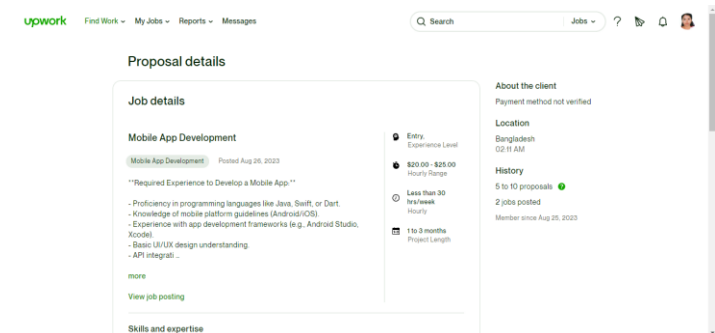 upwork Find Work My Jobs Reports Messages Search Jobs ?
Proposal details
Job details
Mobile App Development
Mobile App Development Posted Aug 26, 2023
**Required Experience to Develop a Mobile App:**
- Proficiency in programming languages like Java, Swift, or Dart.
- Knowledge of mobile platform guidelines (Android/iOS).
- Experience with app development frameworks (e.g., Android Studio,
Xcode).
- Basic UI/UX design understanding.
- API integrati ..
more
View job posting
Entry,
Experience Level
$20.00 - $25.00
Hourly Range
Less than 30
hrs/week
Hourly
1 to 3 months
Project Length
Skills and expertise
About the client
Payment method not verified
Location
Bangladesh
02:11 AM
History
5 to 10 proposals ?
2 jobs posted
Member since Aug 25, 2023